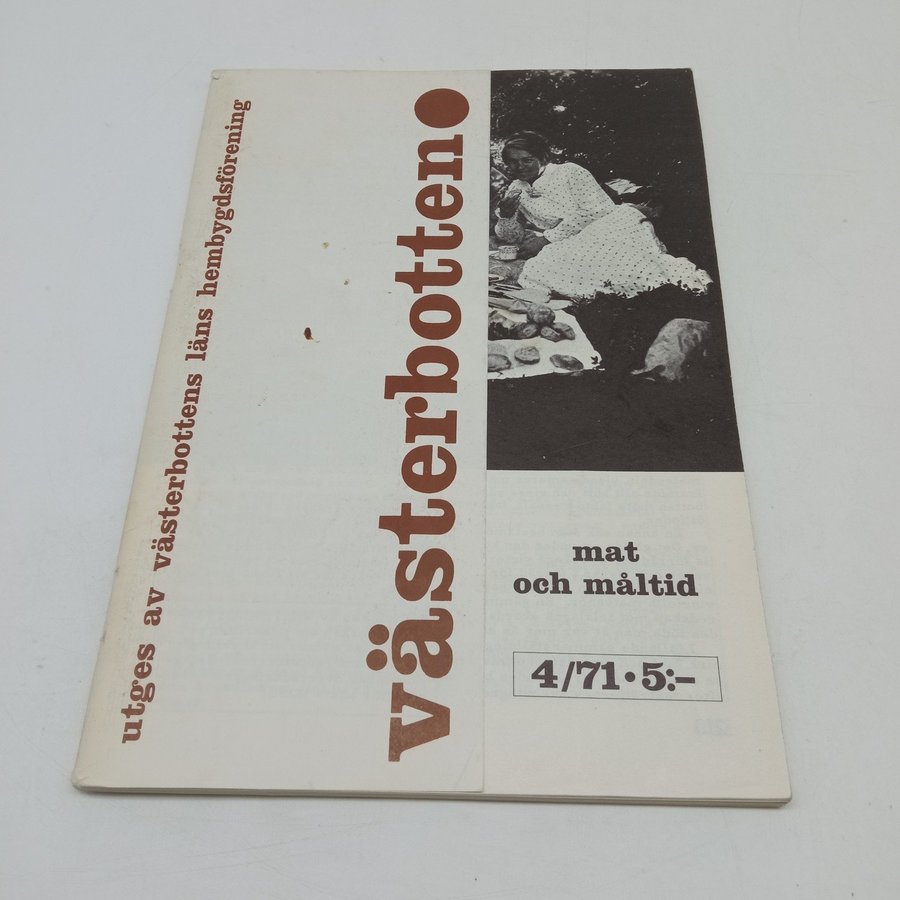 utges av västerbottens läns hembygdsförening
västerbotten
mat
och måltid
4/71•5:-